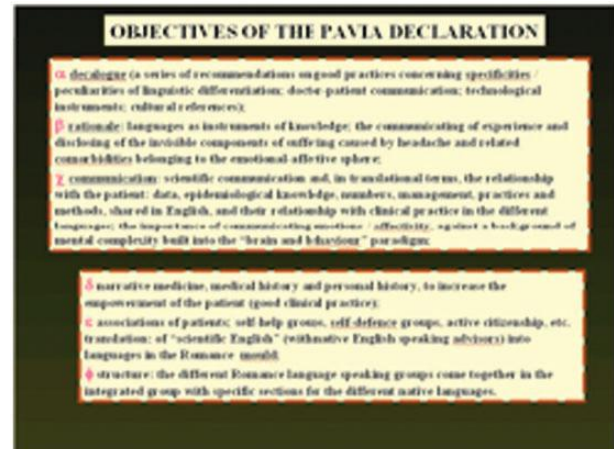 OBJECTIVES OF THE PAVIA DECLARATION
α decalogue (a series of recommendations on good practices concerning specificities /
peculiarities of linguistic differentiation; doctor-patient communication; technological
instruments; cultural references);
β rationale: languages as instruments of knowledge; the communicating of experience and
disclosing of the invisible components of suffering caused by headache and related
comorbidities belonging to the emotional-affective sphere;
χ communication: scientific communication and, in translational terms, the relationship
with the patient: data, epidemiological knowledge, numbers, management, practices and
methods, shared in English, and their relationship with clinical practice in the different
languages; the importance of communicating emotions / affectivity, against a background of
mental complexity built into the "brain and behaviour" paradigm;
δ narrative medicine, medical history and personal history, to increase the
empowerment of the patient (good clinical practice);
ε associations of patients; self help groups, self-defence groups, active citizenship, etc.
translation: of "scientific English" (with native English speaking advisors) into
languages in the Romance mould;
ϕ structure: the different Romance language speaking groups come together in the
integrated group with specific sections for the different native languages.